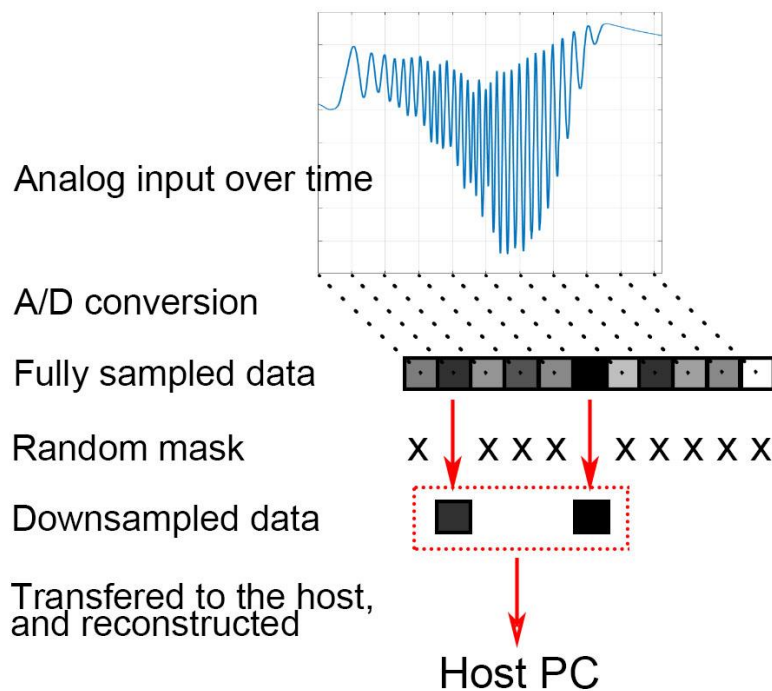 Analog input over time
A/D conversion
Fully sampled data
Random mask
X X X X X X X X X
Downsampled data
Transfered to the host,
and reconstructed
Host PC